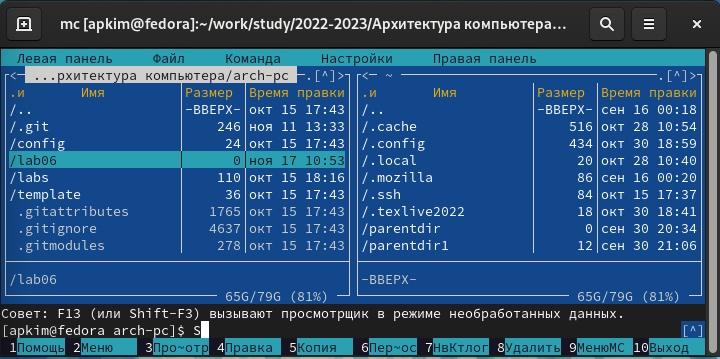 mc [apkim@fedora]:~/work/study/2022-2023/Архитектура компьютера...
Левая панель Файл Команда Настройки Правая панель
<— ...рхитектура компьютера/arch-pc —.[^]>
.и Имя Размер Время правки
/.. -ВВЕРХ- окт 15 17:43
/.git 246 ноя 11 13:33
/config 24 окт 15 17:43
/lab06 0 ноя 17 10:53
/labs 110 окт 15 18:16
/template 36 окт 15 17:43
.gitattributes 1765 окт 15 17:43
.gitignore 4637 окт 15 17:43
.gitmodules 278 окт 15 17:43
/lab06
65G/79G (81%)
<— ~ —.[^]>
.и Имя Размер Время правки
/.. -ВВЕРХ- сен 16 00:18
/.cache 516 окт 28 10:54
/.config 434 окт 30 18:59
/.local 20 окт 28 10:40
/.mozilla 86 сен 16 00:20
/.ssh 84 окт 15 17:37
/.texlive2022 18 окт 30 18:41
/parentdir 0 сен 30 20:34
/parentdir1 12 сен 30 21:06
-ВВЕРХ-
65G/79G (81%)
Совет: F13 (или Shift-F3) вызывают просмотрщик в режиме необработанных данных.
[apkim@fedora arch-pc]$ S [^]
1Помощь 2Меню 3Про~отр 4Правка 5Копия 6Пер~ос 7НвКтлог 8Удалить 9МенюМС 10Выход